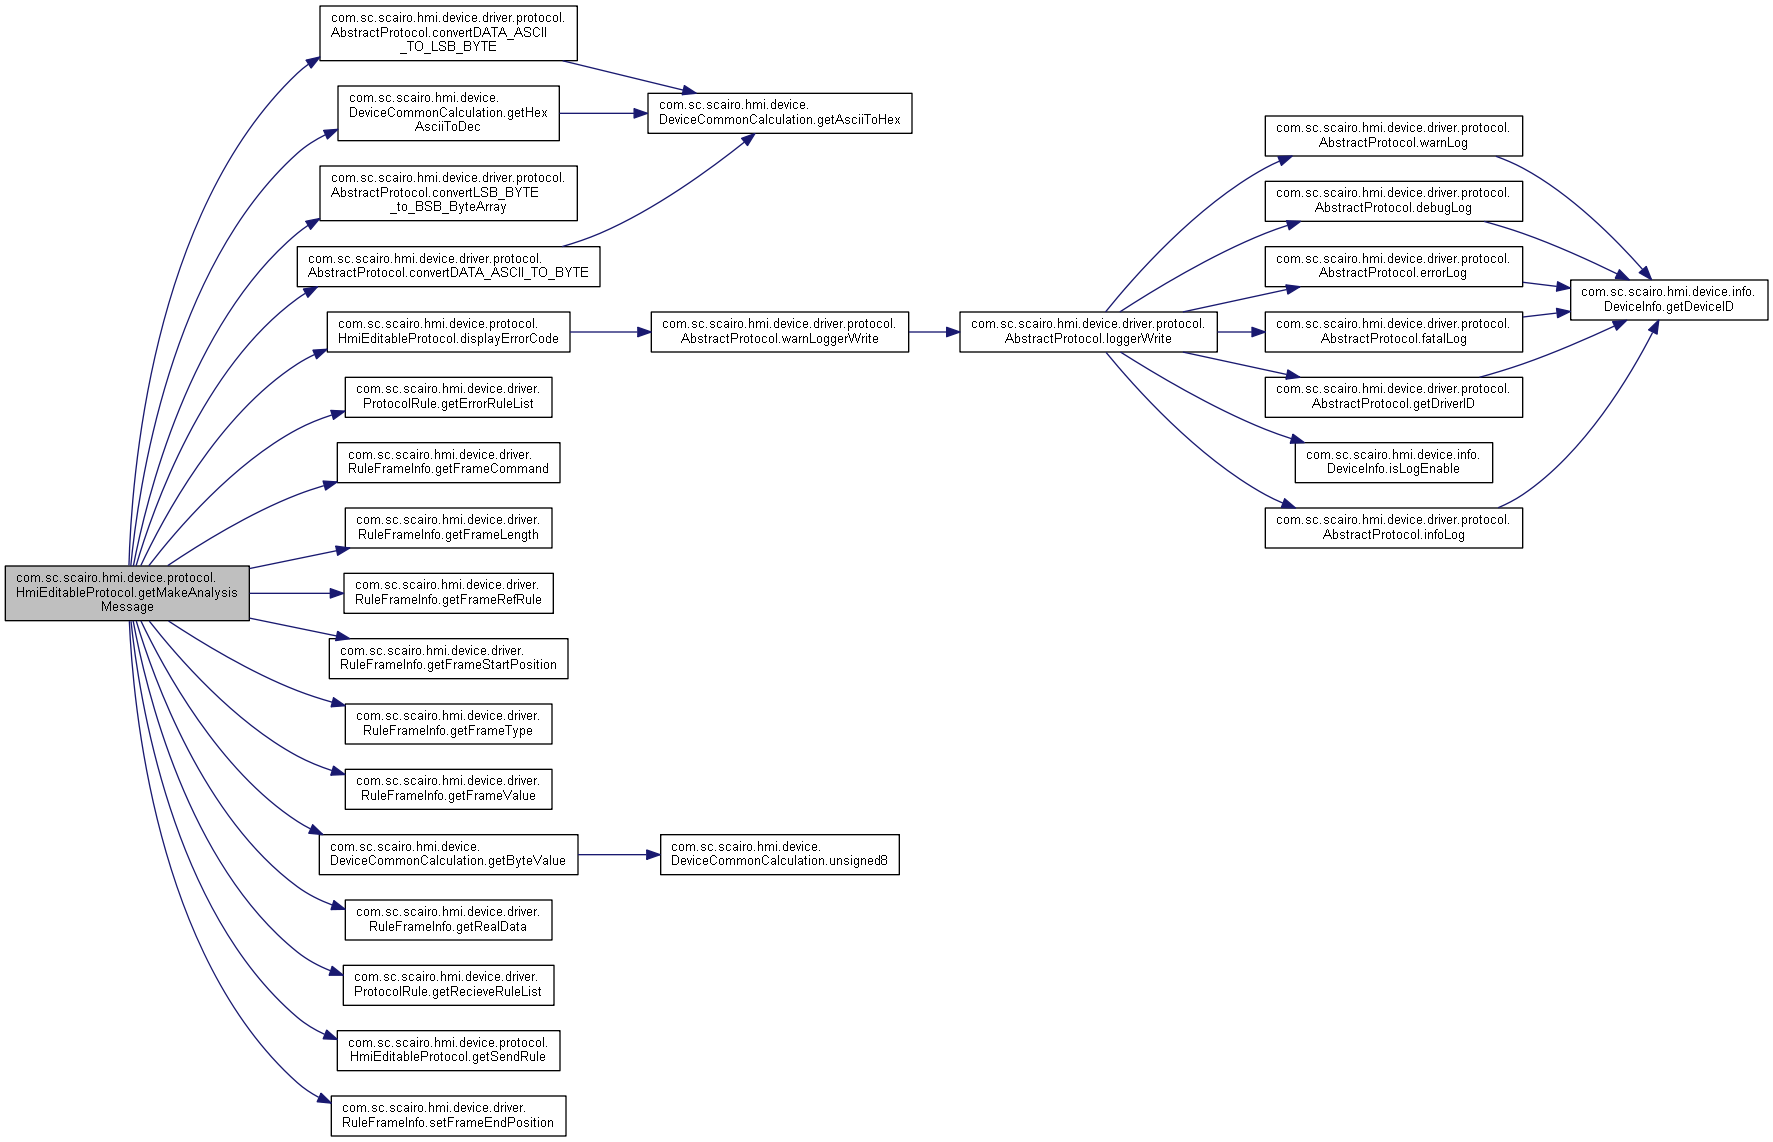 com.sc.scairo.hmi.device.driver.protocol.
AbstractProtocol.convertDATA_ASCII
_TO_LSB_BYTE
com.sc.scairo.hmi.device.
DeviceCommonCalculation.getHex
AsciiToDec
com.sc.scairo.hmi.device.
DeviceCommonCalculation.getAsciiToHex
com.sc.scairo.hmi.device.driver.protocol.
AbstractProtocol.convertLSB_BYTE
_to_BSB_ByteArray
com.sc.scairo.hmi.device.driver.protocol.
AbstractProtocol.convertDATA_ASCII_TO_BYTE
com.sc.scairo.hmi.device.protocol.
HmiEditableProtocol.displayErrorCode
com.sc.scairo.hmi.device.driver.protocol.
AbstractProtocol.warnLoggerWrite
com.sc.scairo.hmi.device.driver.protocol.
AbstractProtocol.loggerWrite
com.sc.scairo.hmi.device.driver.protocol.
AbstractProtocol.warnLog
com.sc.scairo.hmi.device.driver.protocol.
AbstractProtocol.debugLog
com.sc.scairo.hmi.device.driver.protocol.
AbstractProtocol.errorLog
com.sc.scairo.hmi.device.driver.protocol.
AbstractProtocol.fatalLog
com.sc.scairo.hmi.device.driver.protocol.
AbstractProtocol.getDriverID
com.sc.scairo.hmi.device.info.
DeviceInfo.isLogEnable
com.sc.scairo.hmi.device.driver.protocol.
AbstractProtocol.infoLog
com.sc.scairo.hmi.device.info.
DeviceInfo.getDeviceID
com.sc.scairo.hmi.device.driver.
ProtocolRule.getErrorRuleList
com.sc.scairo.hmi.device.driver.
RuleFrameInfo.getFrameCommand
com.sc.scairo.hmi.device.driver.
RuleFrameInfo.getFrameLength
com.sc.scairo.hmi.device.protocol.
HmiEditableProtocol.getMakeAnalysis
Message
com.sc.scairo.hmi.device.driver.
RuleFrameInfo.getFrameRefRule
com.sc.scairo.hmi.device.driver.
RuleFrameInfo.getFrameStartPosition
com.sc.scairo.hmi.device.driver.
RuleFrameInfo.getFrameType
com.sc.scairo.hmi.device.driver.
RuleFrameInfo.getFrameValue
com.sc.scairo.hmi.device.
DeviceCommonCalculation.getByteValue
com.sc.scairo.hmi.device.
DeviceCommonCalculation.unsigned8
com.sc.scairo.hmi.device.driver.
RuleFrameInfo.getRealData
com.sc.scairo.hmi.device.driver.
ProtocolRule.getRecieveRuleList
com.sc.scairo.hmi.device.protocol.
HmiEditableProtocol.getSendRule
com.sc.scairo.hmi.device.driver.
RuleFrameInfo.setFrameEndPosition